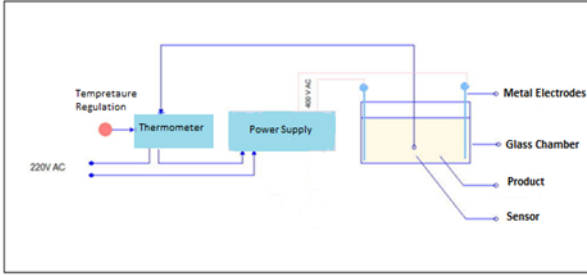 Tempretaure
Regulation
Thermometer
Power Supply
400 V AC
220V AC
Metal Electrodes
Glass Chamber
Product
Sensor